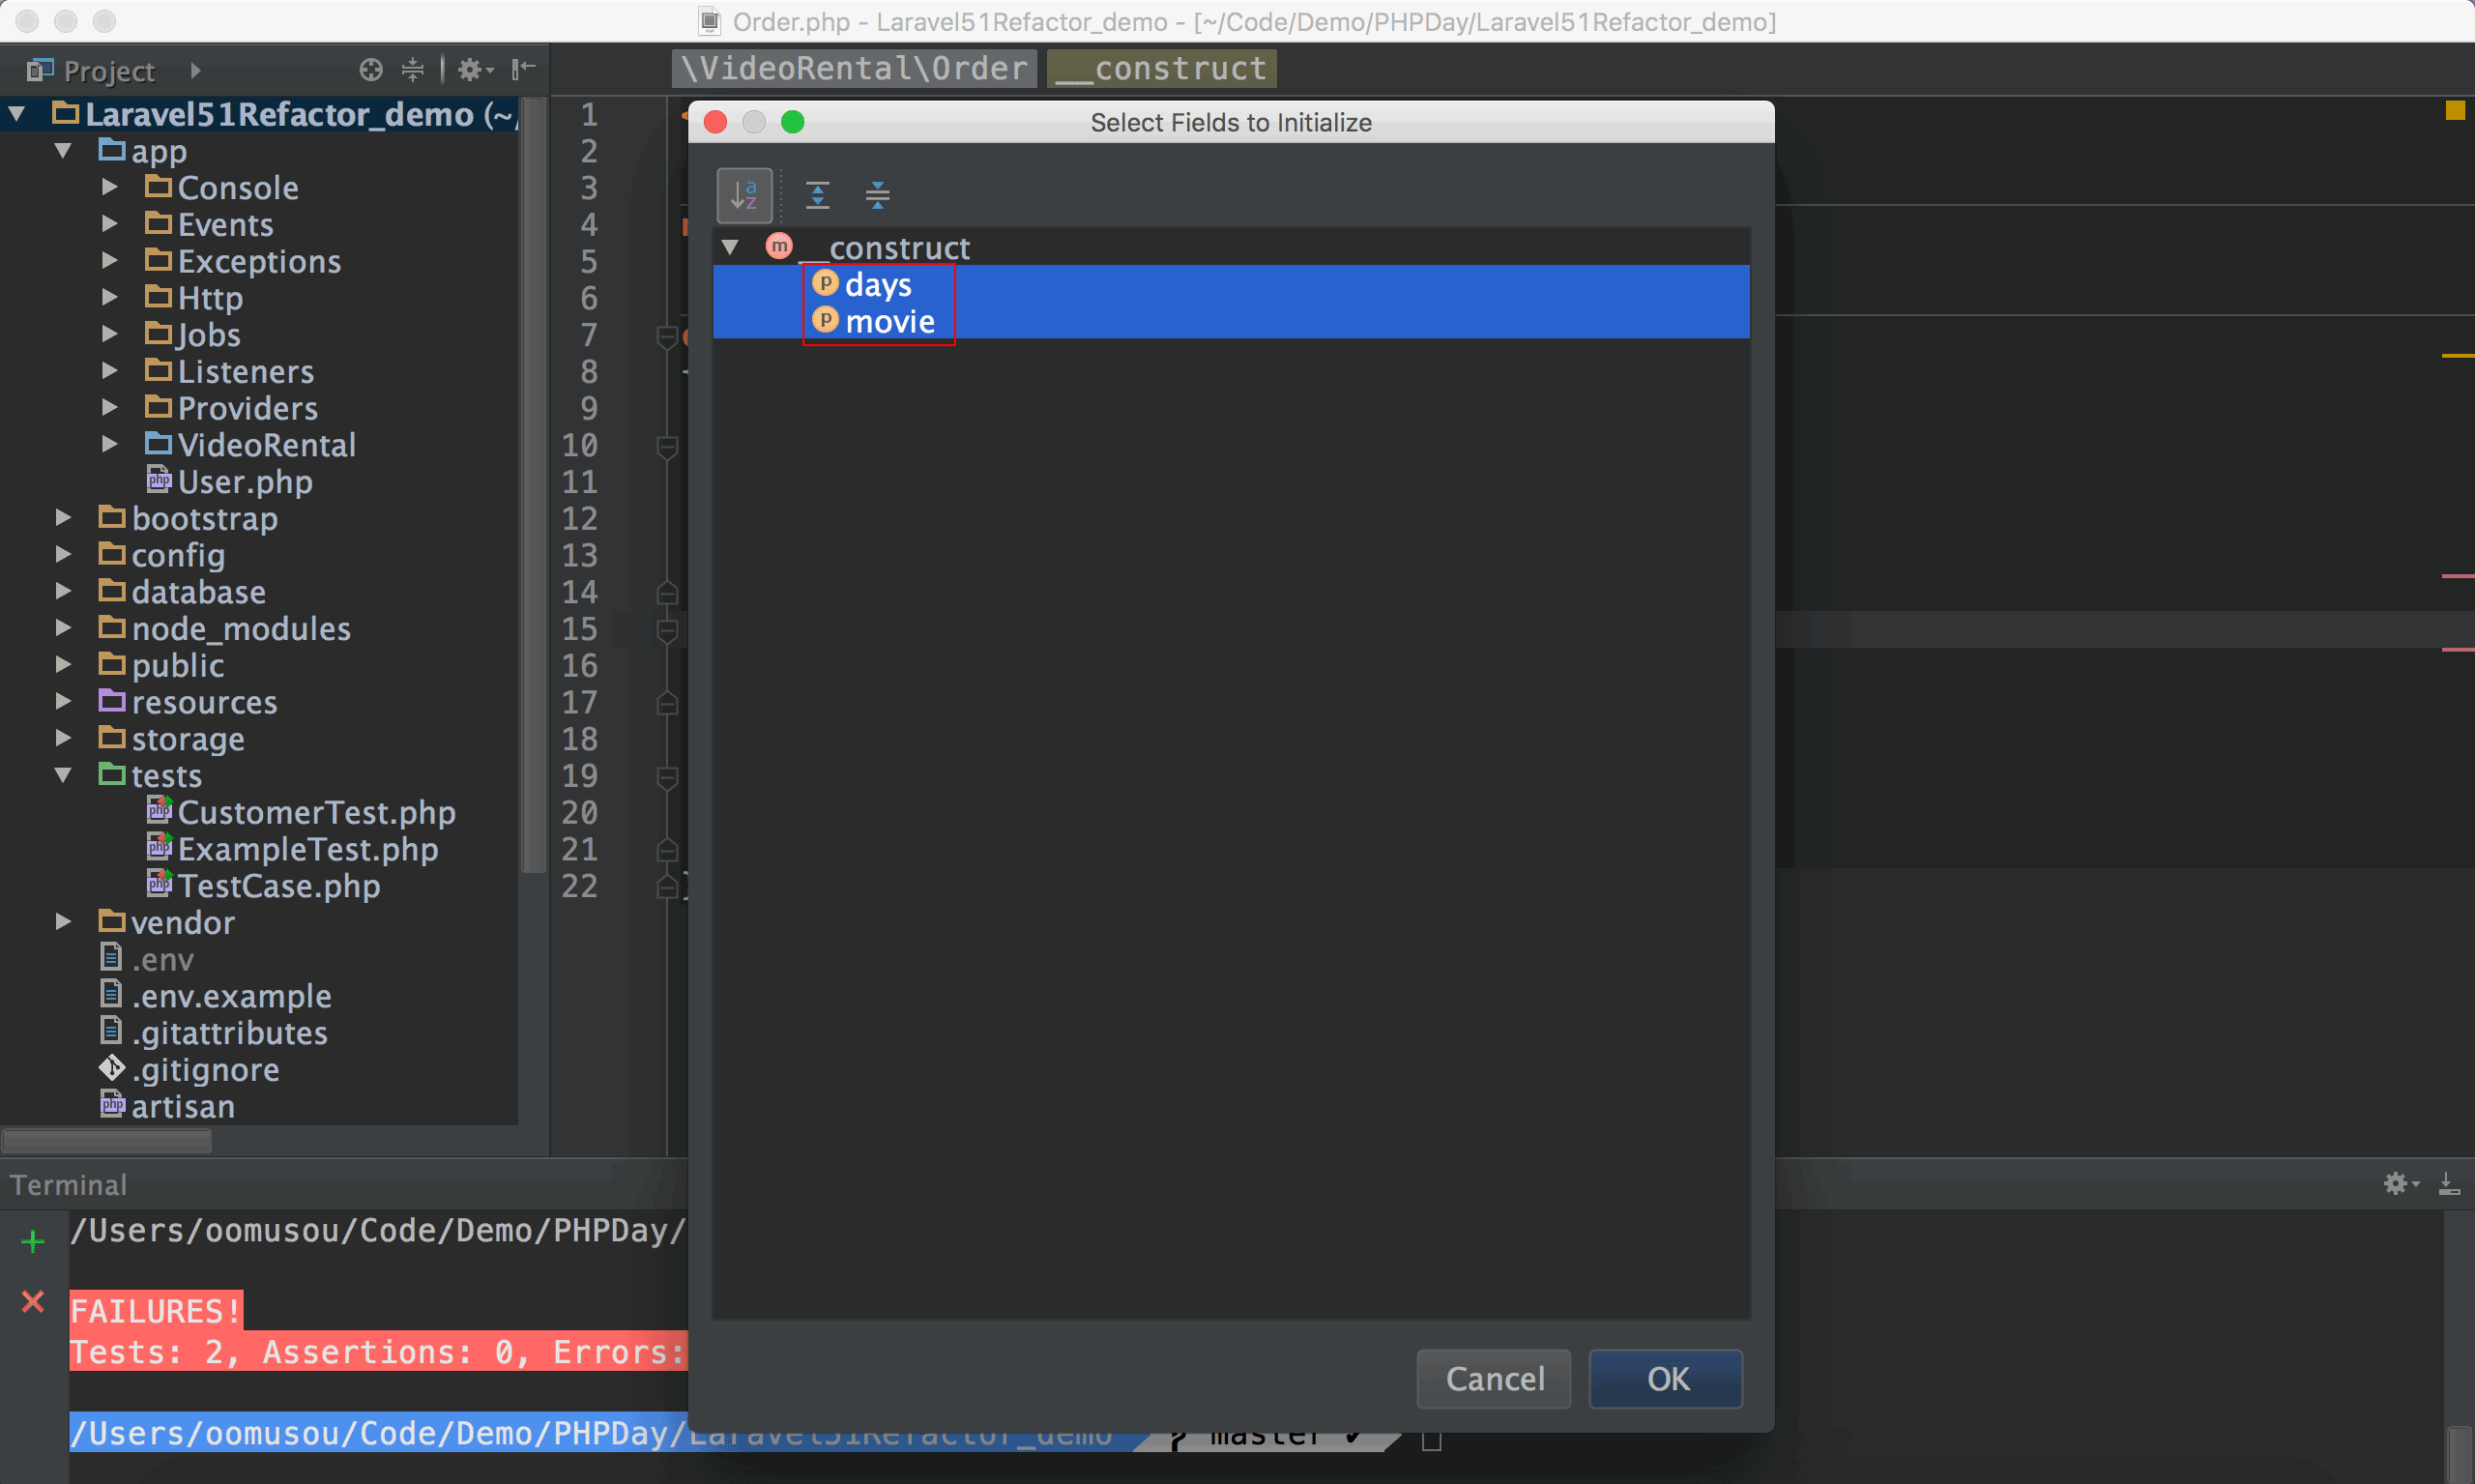 Order.php - Laravel51Refactor_demo - [~/Code/Demo/PHPDay/Laravel51Refactor_demo]
Project
\VideoRental\Order __construct
Laravel51Refactor_demo (~/
app
Console
Events
Exceptions
Http
Jobs
Listeners
Providers
VideoRental
User.php
bootstrap
config
database
node_modules
public
resources
storage
tests
CustomerTest.php
ExampleTest.php
TestCase.php
vendor
.env
.env.example
.gitattributes
.gitignore
artisan
1
2
3
4
5
6
7
8
9
10
11
12
13
14
15
16
17
18
19
20
21
22
Select Fields to Initialize
__construct
days
movie
Cancel
OK
Terminal
/Users/oomusou/Code/Demo/PHPDay/
FAILURES!
Tests: 2, Assertions: 0, Errors:
/Users/oomusou/Code/Demo/PHPDay/Laravel51Refactor_demo master ✔